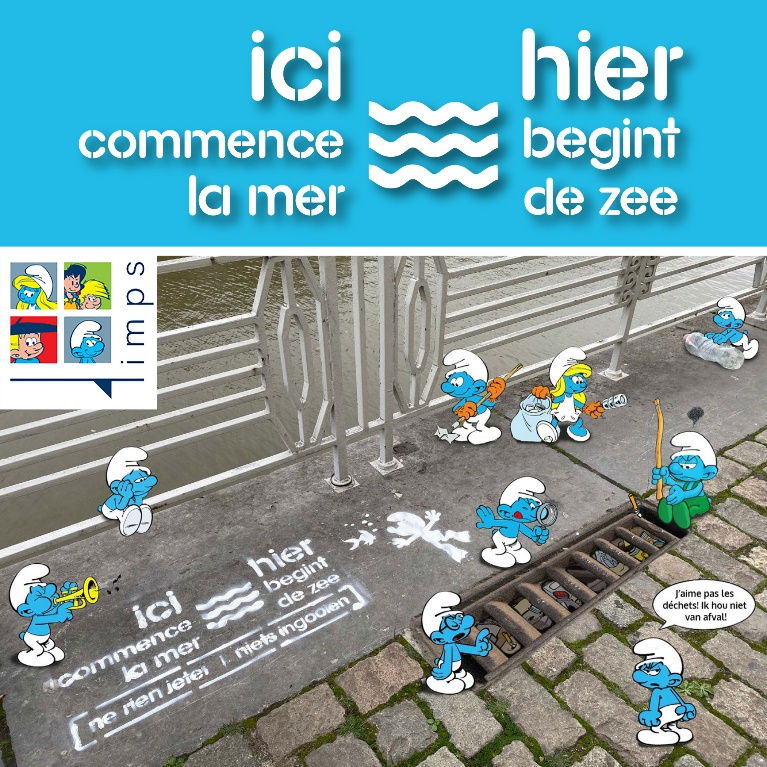 ici
commence
la mer
hier
begint
de zee
imps
ici
commence
la mer
hier
begint
de zee
[ne rien jeter | niets ingooien]
J'aime pas les
déchets! Ik hou niet
van afval!